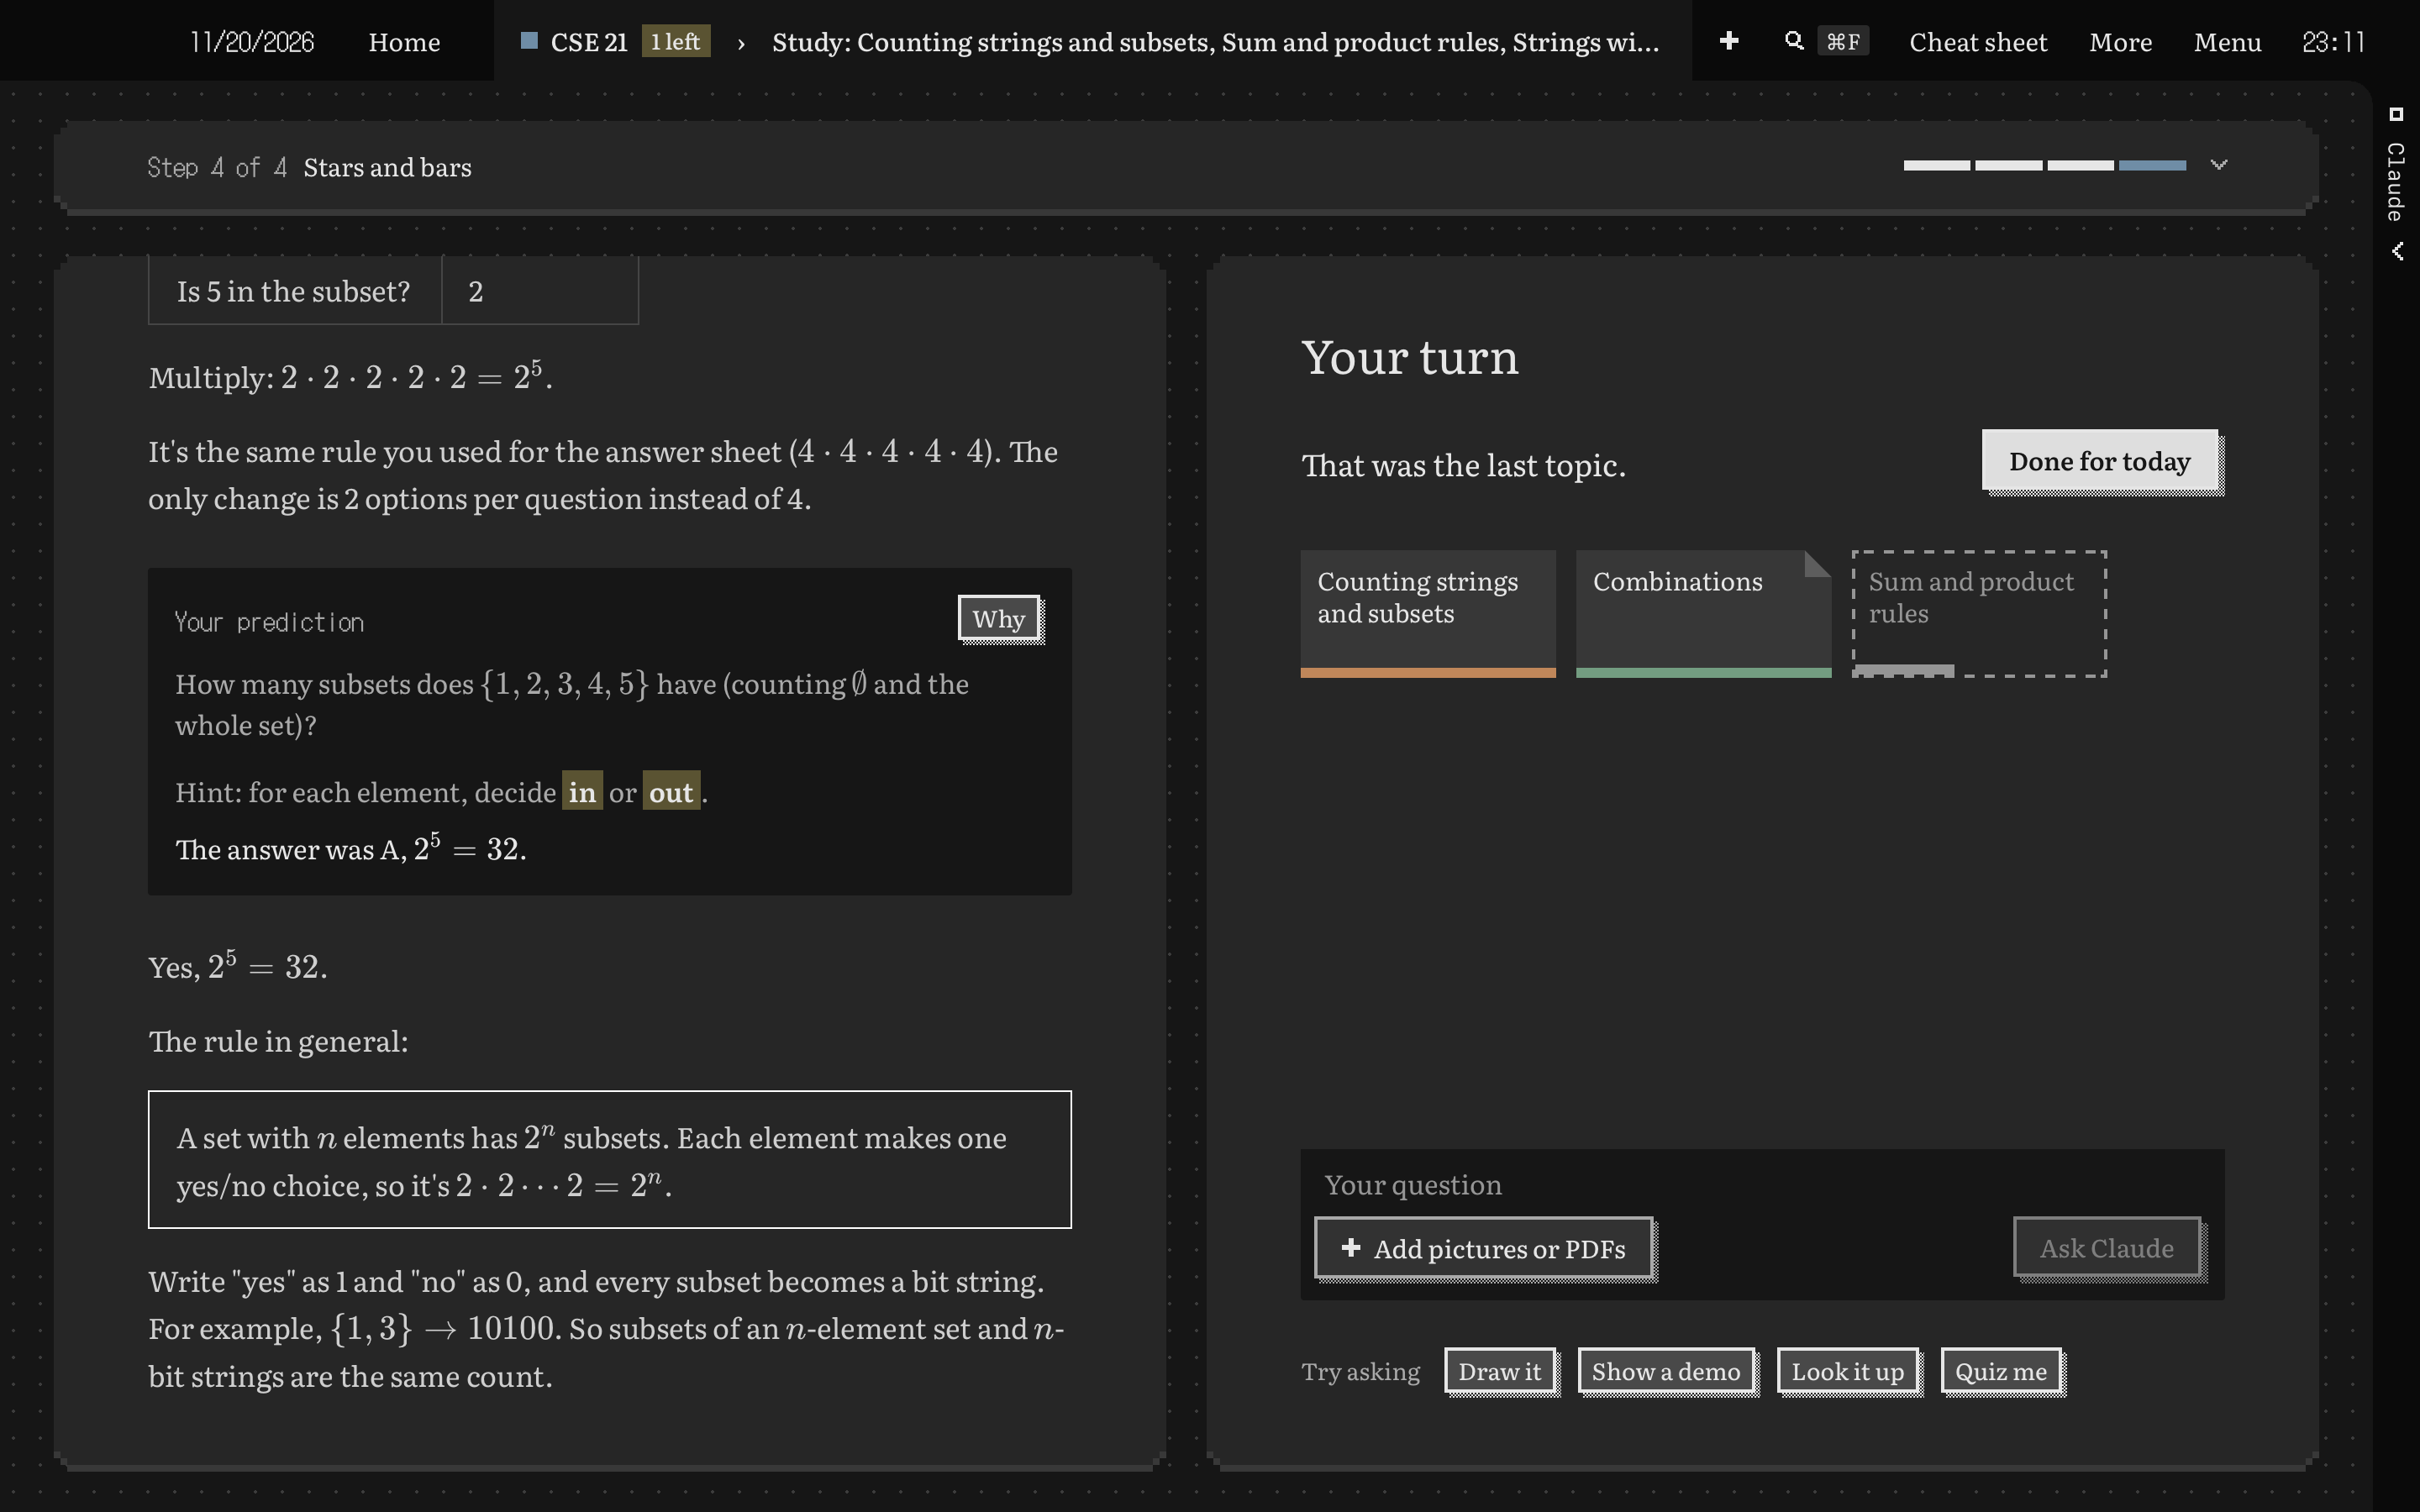 11/20/2026 Home CSE 21 1 left › Study: Counting strings and subsets, Sum and product rules, Strings wi... ⌘F Cheat sheet More Menu 23:11
Claude
Step 4 of 4 Stars and bars
Is 5 in the subset? 2
Multiply: 2 · 2 · 2 · 2 · 2 = 2⁵.
It's the same rule you used for the answer sheet (4 · 4 · 4 · 4 · 4). The
only change is 2 options per question instead of 4.
Your prediction
Why
How many subsets does {1, 2, 3, 4, 5} have (counting ∅ and the
whole set)?
Hint: for each element, decide in or out.
The answer was A, 2⁵ = 32.
Yes, 2⁵ = 32.
The rule in general:
A set with n elements has 2ⁿ subsets. Each element makes one
yes/no choice, so it's 2 · 2 ⋯ 2 = 2ⁿ.
Write "yes" as 1 and "no" as 0, and every subset becomes a bit string.
For example, {1, 3} → 10100. So subsets of an n-element set and n-
bit strings are the same count.
Your turn
That was the last topic.
Done for today
Counting strings
and subsets
Combinations
Sum and product
rules
Your question
Add pictures or PDFs
Ask Claude
Try asking Draw it Show a demo Look it up Quiz me